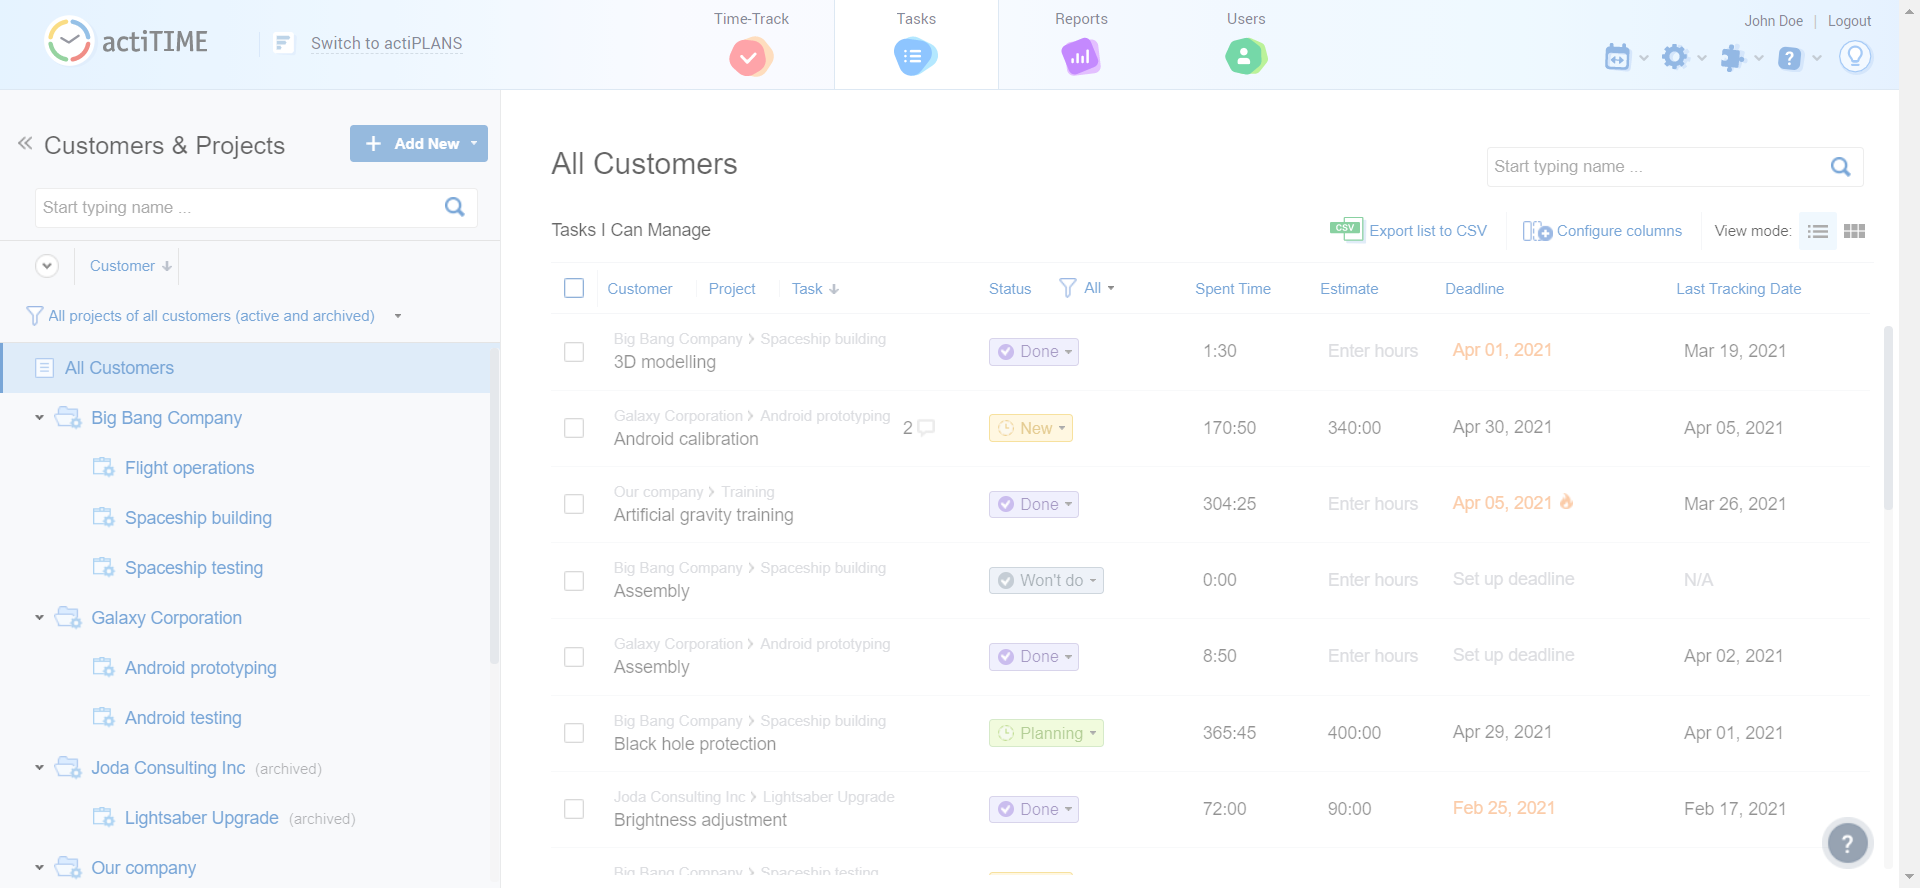 actiTIME
Switch to actiPLANS
Time-Track
Tasks
Reports
Users
John Doe | Logout
Customers & Projects
+ Add New
Start typing name ...
Customer
All projects of all customers (active and archived)
All Customers
Big Bang Company
Flight operations
Spaceship building
Spaceship testing
Galaxy Corporation
Android prototyping
Android testing
Joda Consulting Inc (archived)
Lightsaber Upgrade (archived)
Our company
All Customers
Start typing name ...
Tasks I Can Manage
CSV Export list to CSV
Configure columns
View mode:
Customer Project Task Status All Spent Time Estimate Deadline Last Tracking Date
Big Bang Company > Spaceship building
3D modelling Done 1:30 Enter hours Apr 01, 2021 Mar 19, 2021
Galaxy Corporation > Android prototyping
Android calibration 2 New 170:50 340:00 Apr 30, 2021 Apr 05, 2021
Our company > Training
Artificial gravity training Done 304:25 Enter hours Apr 05, 2021 Mar 26, 2021
Big Bang Company > Spaceship building
Assembly Won't do 0:00 Enter hours Set up deadline N/A
Galaxy Corporation > Android prototyping
Assembly Done 8:50 Enter hours Set up deadline Apr 02, 2021
Big Bang Company > Spaceship building
Black hole protection Planning 365:45 400:00 Apr 29, 2021 Apr 01, 2021
Joda Consulting Inc > Lightsaber Upgrade
Brightness adjustment Done 72:00 90:00 Feb 25, 2021 Feb 17, 2021
Big Bang Company > Spaceship testing
?